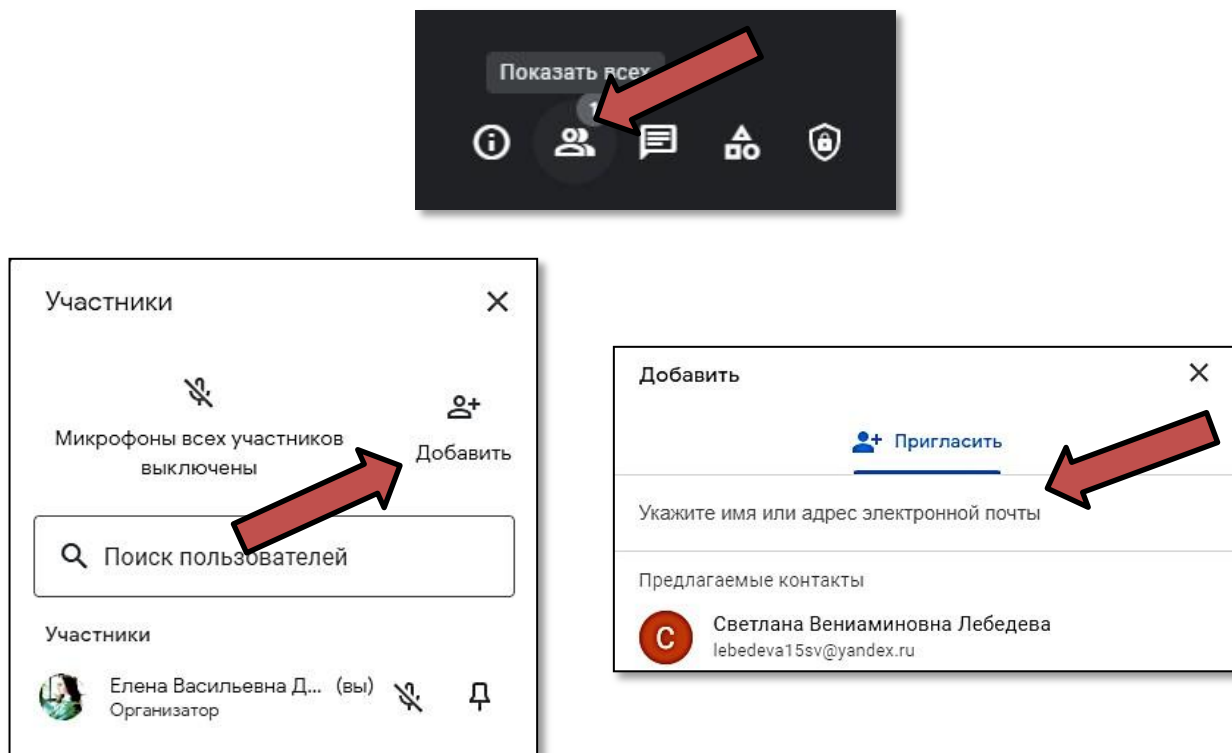 Показать всех
1
Участники
Микрофоны всех участников
выключены
Добавить
Поиск пользователей
Участники
Елена Васильевна Д... (вы)
Организатор
Добавить
Пригласить
Укажите имя или адрес электронной почты
Предлагаемые контакты
С
Светлана Вениаминовна Лебедева
lebedeva15sv@yandex.ru